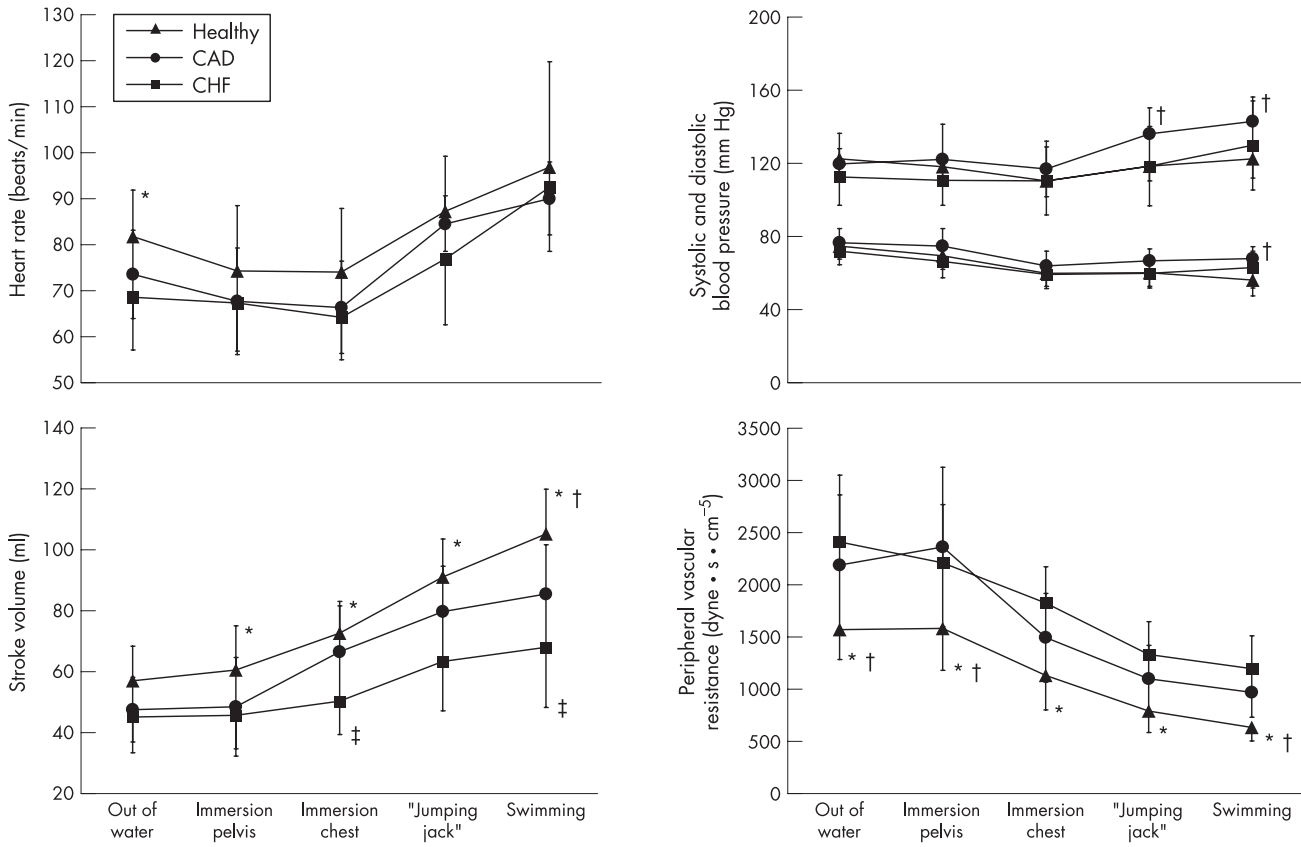 130
120
110
100
90
80
70
60
50
Heart rate (beats/min)
Healthy
CAD
CHF
*
200
160
120
80
40
0
Systolic and diastolic
blood pressure (mm Hg)
†
†
†
140
120
100
80
60
40
20
Stroke volume (ml)
*
*
*
* †
‡
‡
Out of
water
Immersion
pelvis
Immersion
chest
"Jumping
jack"
Swimming
3500
3000
2500
2000
1500
1000
500
0
Peripheral vascular
resistance (dyne • s • cm–5)
* †
* †
*
*
* †
Out of
water
Immersion
pelvis
Immersion
chest
"Jumping
jack"
Swimming